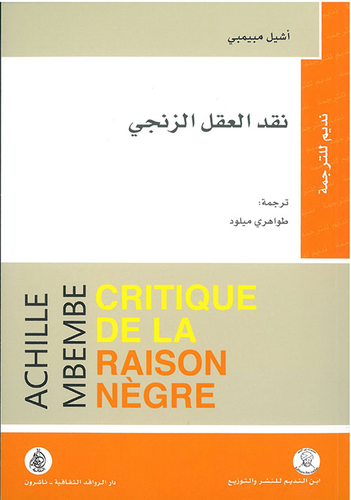 أشيل مبيمبي
نديم للترجمة
نقد العقل الزنجي
ترجمة:
طواهري ميلود
ACHILLE
MBEMBE
CRITIQUE
DE LA
RAISON
NÈGRE
دار الروافد الثقافية - ناشرون
ابن النديم للنشر والتوزيع